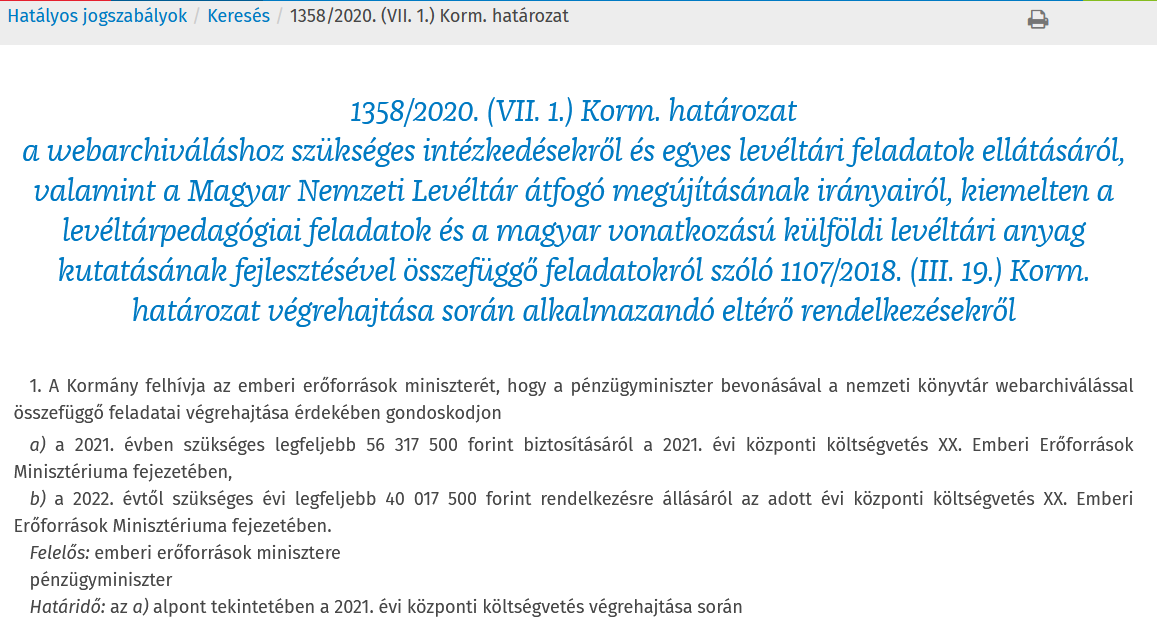 Hatályos jogszabályok / Keresés / 1358/2020. (VII. 1.) Korm. határozat
1358/2020. (VII. 1.) Korm. határozat
a webarchiváláshoz szükséges intézkedésekről és egyes levéltári feladatok ellátásáról,
valamint a Magyar Nemzeti Levéltár átfogó megújításának irányairól, kiemelten a
levéltárpedagógiai feladatok és a magyar vonatkozású külföldi levéltári anyag
kutatásának fejlesztésével összefüggő feladatokról szóló 1107/2018. (III. 19.) Korm.
határozat végrehajtása során alkalmazandó eltérő rendelkezésekről
1. A Kormány felhívja az emberi erőforrások miniszterét, hogy a pénzügyminiszter bevonásával a nemzeti könyvtár webarchiválással
összefüggő feladatai végrehajtása érdekében gondoskodjon
a) a 2021. évben szükséges legfeljebb 56 317 500 forint biztosításáról a 2021. évi központi költségvetés XX. Emberi Erőforrások
Minisztériuma fejezetében,
b) a 2022. évtől szükséges évi legfeljebb 40 017 500 forint rendelkezésre állásáról az adott évi központi költségvetés XX. Emberi
Erőforrások Minisztériuma fejezetében.
Felelős: emberi erőforrások minisztere
pénzügyminiszter
Határidő: az a) alpont tekintetében a 2021. évi központi költségvetés végrehajtása során